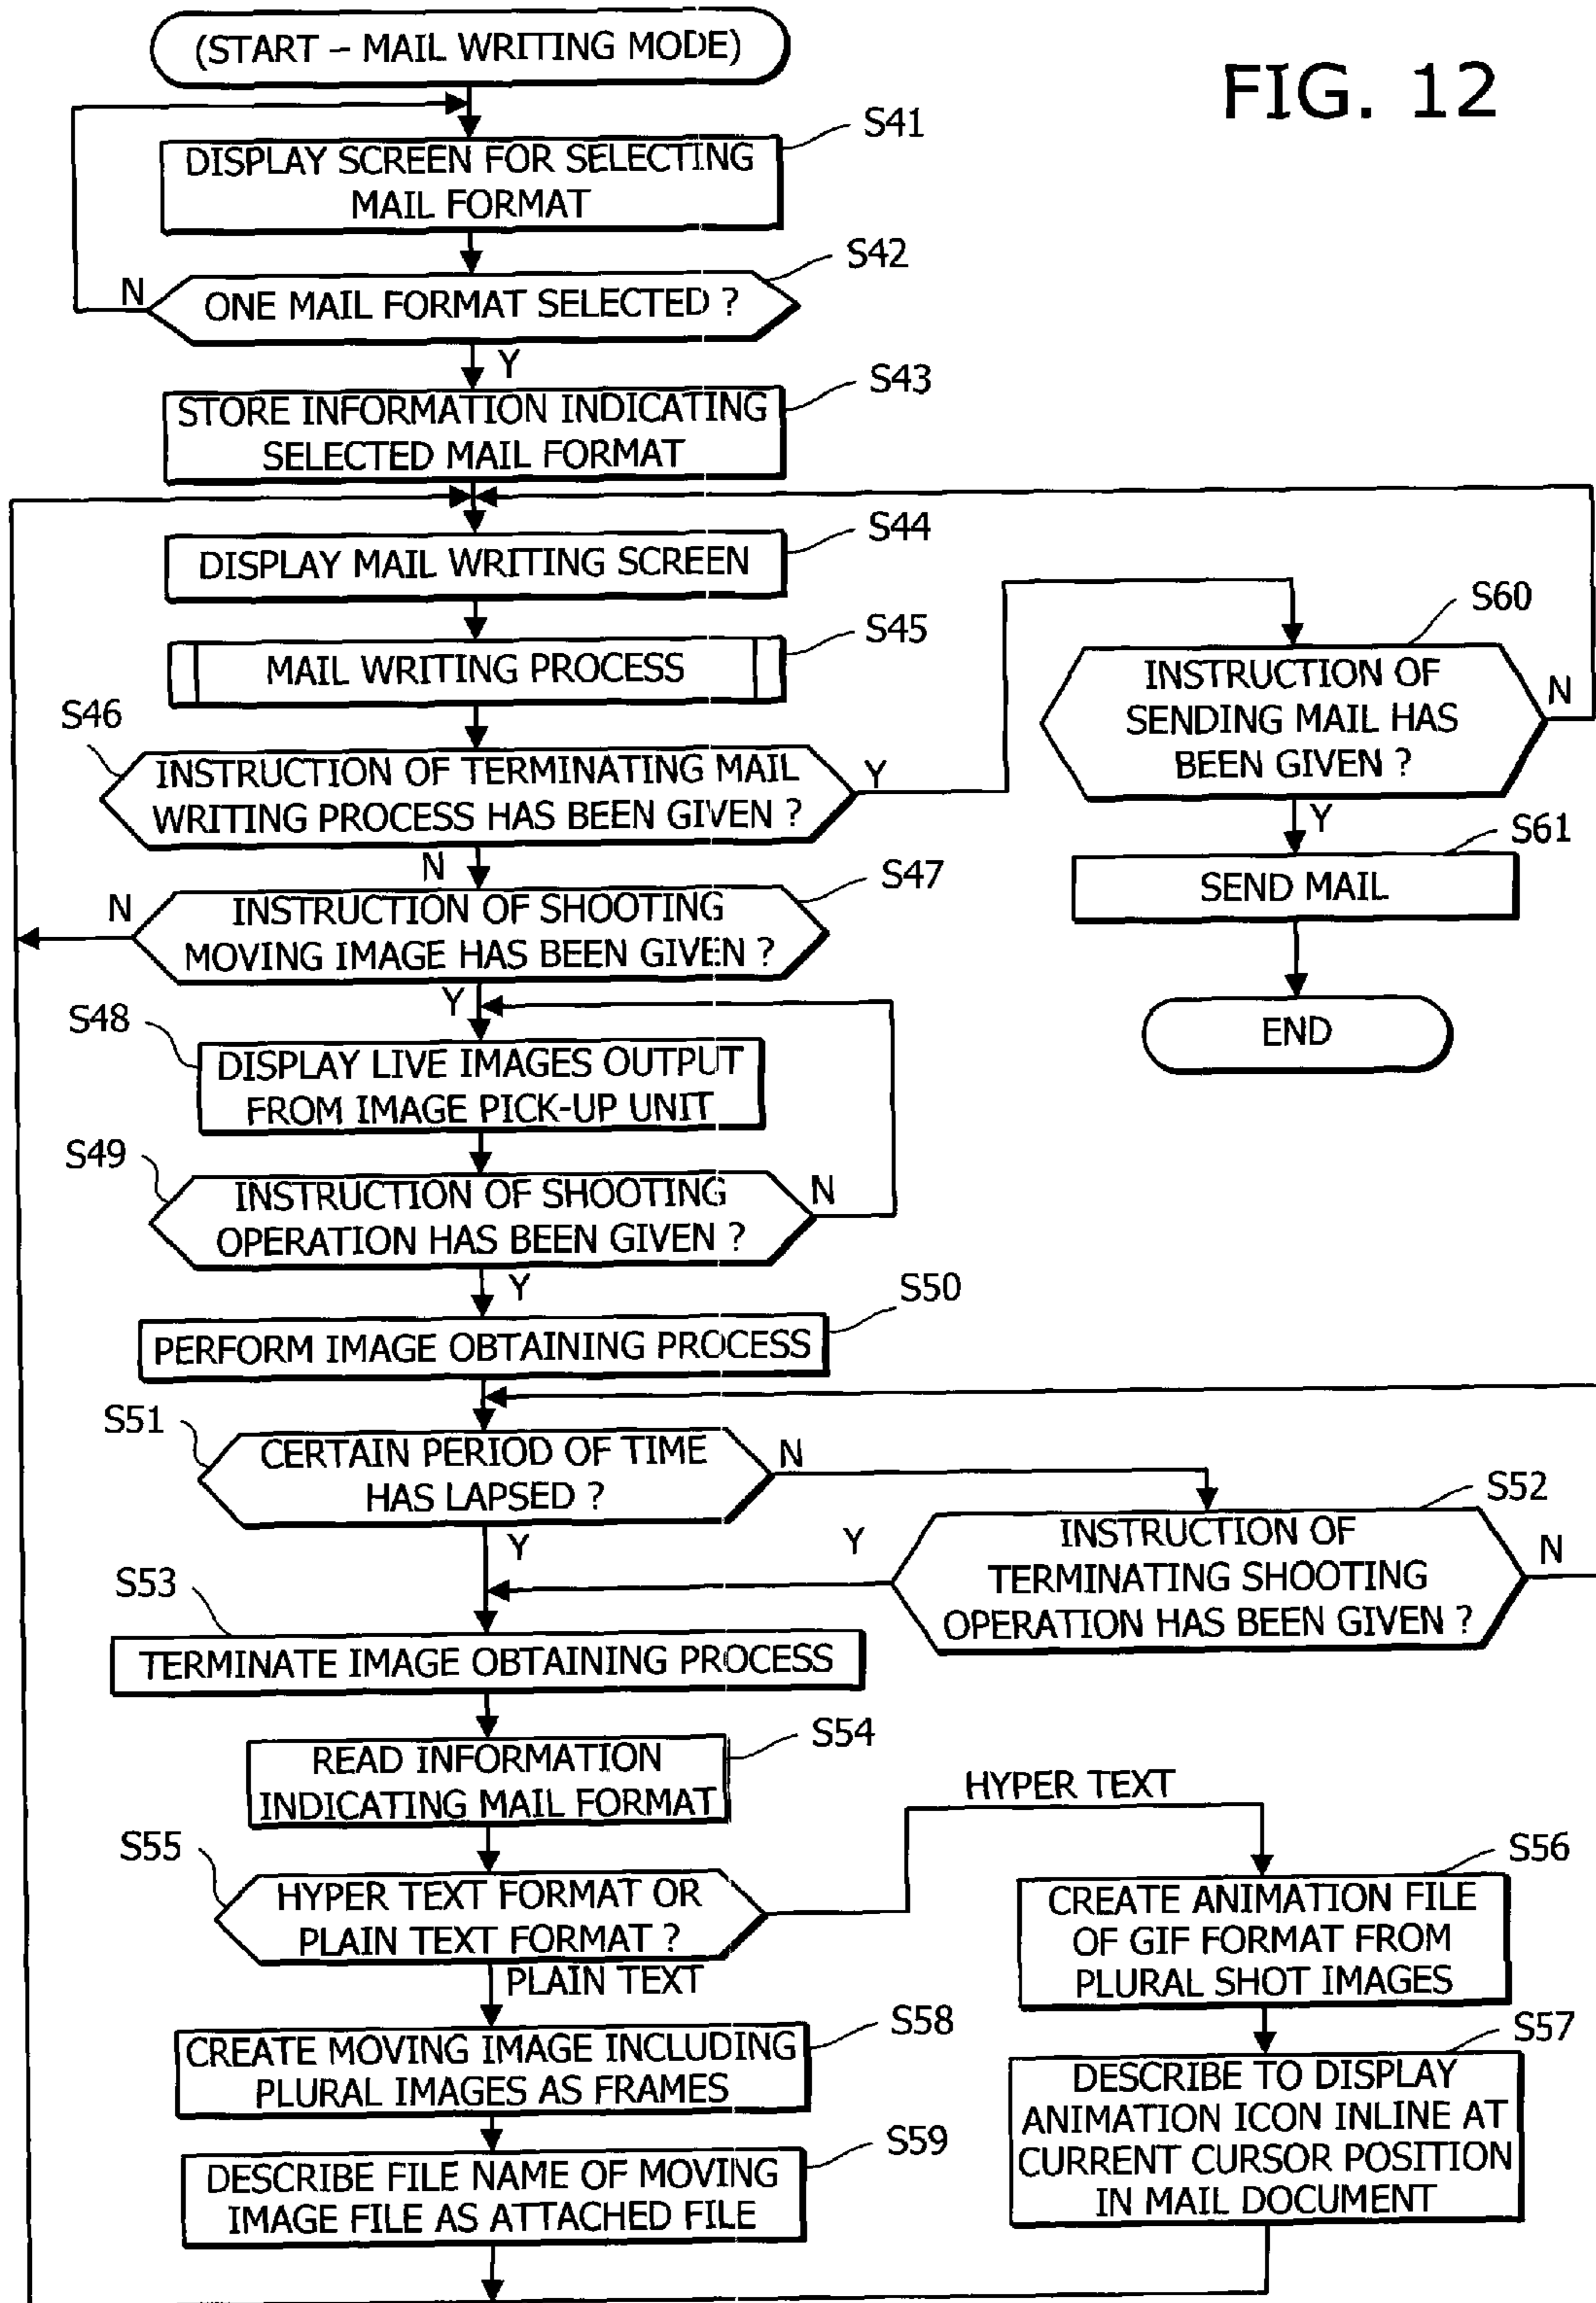 FIG. 12
(START – MAIL WRITING MODE)
S41
DISPLAY SCREEN FOR SELECTING
MAIL FORMAT
S42
N
ONE MAIL FORMAT SELECTED ?
Y
S43
STORE INFORMATION INDICATING
SELECTED MAIL FORMAT
S44
DISPLAY MAIL WRITING SCREEN
S45
MAIL WRITING PROCESS
S46
INSTRUCTION OF TERMINATING MAIL
WRITING PROCESS HAS BEEN GIVEN ?
Y
N
S60
INSTRUCTION OF
SENDING MAIL HAS
BEEN GIVEN ?
N
Y
S61
SEND MAIL
END
S47
N
INSTRUCTION OF SHOOTING
MOVING IMAGE HAS BEEN GIVEN ?
Y
S48
DISPLAY LIVE IMAGES OUTPUT
FROM IMAGE PICK-UP UNIT
S49
INSTRUCTION OF SHOOTING
OPERATION HAS BEEN GIVEN ?
N
Y
S50
PERFORM IMAGE OBTAINING PROCESS
S51
CERTAIN PERIOD OF TIME
HAS LAPSED ?
N
Y
S52
INSTRUCTION OF
TERMINATING SHOOTING
OPERATION HAS BEEN GIVEN ?
Y
N
S53
TERMINATE IMAGE OBTAINING PROCESS
S54
READ INFORMATION
INDICATING MAIL FORMAT
S55
HYPER TEXT FORMAT OR
PLAIN TEXT FORMAT ?
HYPER TEXT
PLAIN TEXT
S56
CREATE ANIMATION FILE
OF GIF FORMAT FROM
PLURAL SHOT IMAGES
S57
DESCRIBE TO DISPLAY
ANIMATION ICON INLINE AT
CURRENT CURSOR POSITION
IN MAIL DOCUMENT
S58
CREATE MOVING IMAGE INCLUDING
PLURAL IMAGES AS FRAMES
S59
DESCRIBE FILE NAME OF MOVING
IMAGE FILE AS ATTACHED FILE